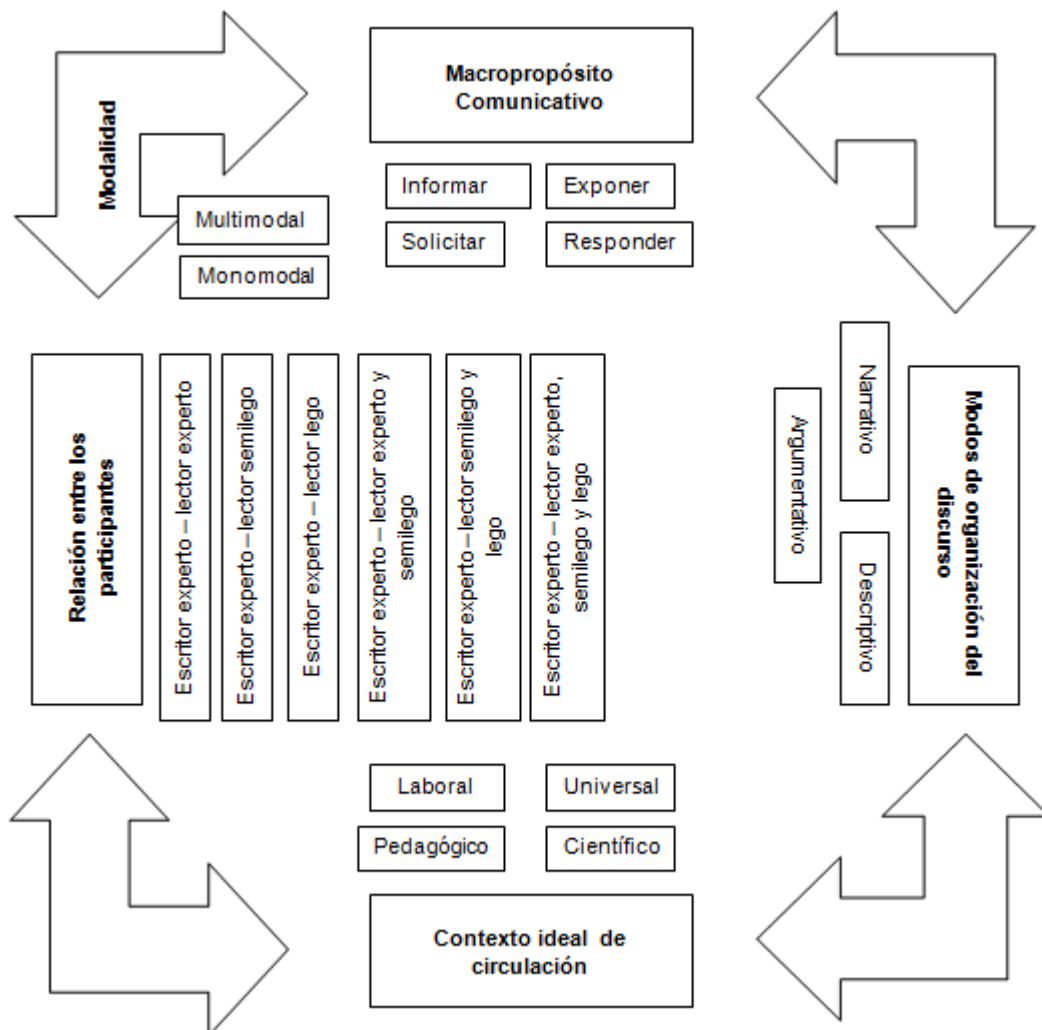 Macropropósito
Comunicativo
Modalidad
Informar
Exponer
Multimodal
Solicitar
Responder
Monomodal
Relación entre los
participantes
Escritor experto – lector experto
Escritor experto – lector semilego
Escritor experto – lector lego
Escritor experto – lector experto y
semilego
Escritor experto – lector semilego y
lego
Escritor experto – lector experto,
semilego y lego
Argumentativo
Narrativo
Descriptivo
Modos de organización del
discurso
Laboral
Universal
Pedagógico
Científico
Contexto ideal de
circulación